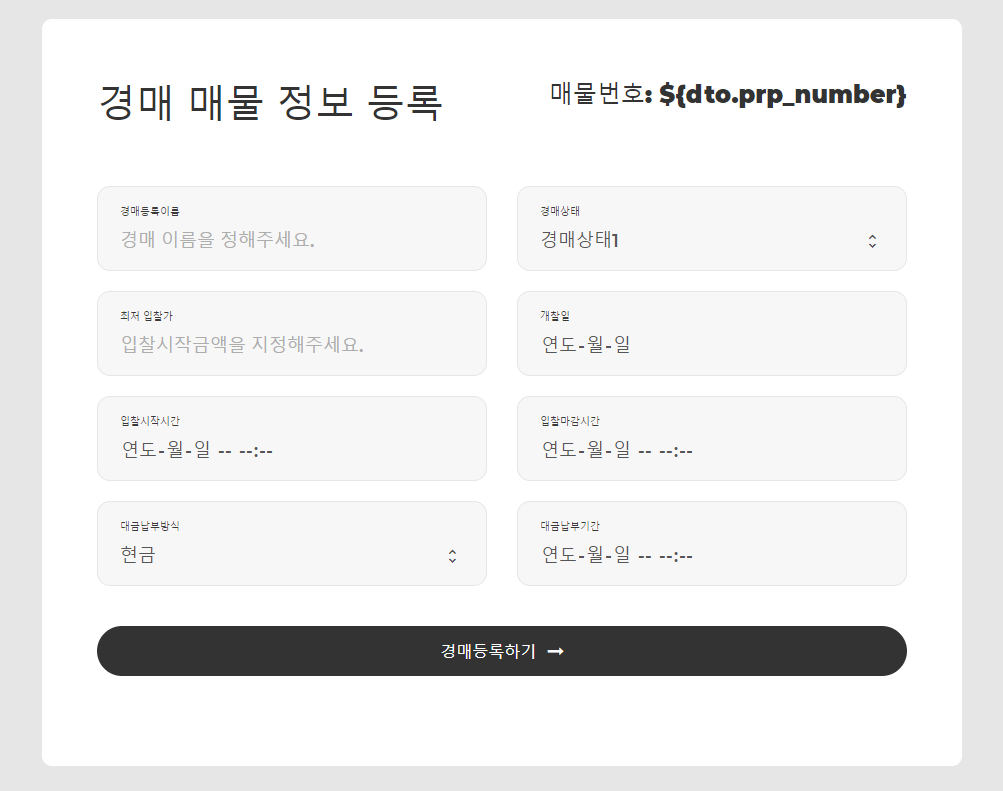 경매 매물 정보 등록
매물번호: ${dto.prp_number}
경매등록이름
경매 이름을 정해주세요.
경매상태
경매상태1
최저 입찰가
입찰시작금액을 지정해주세요.
개찰일
연도-월-일
입찰시작시간
연도-월-일 -- --:--
입찰마감시간
연도-월-일 -- --:--
대금납부방식
현금
대금납부기간
연도-월-일 -- --:--
경매등록하기 →